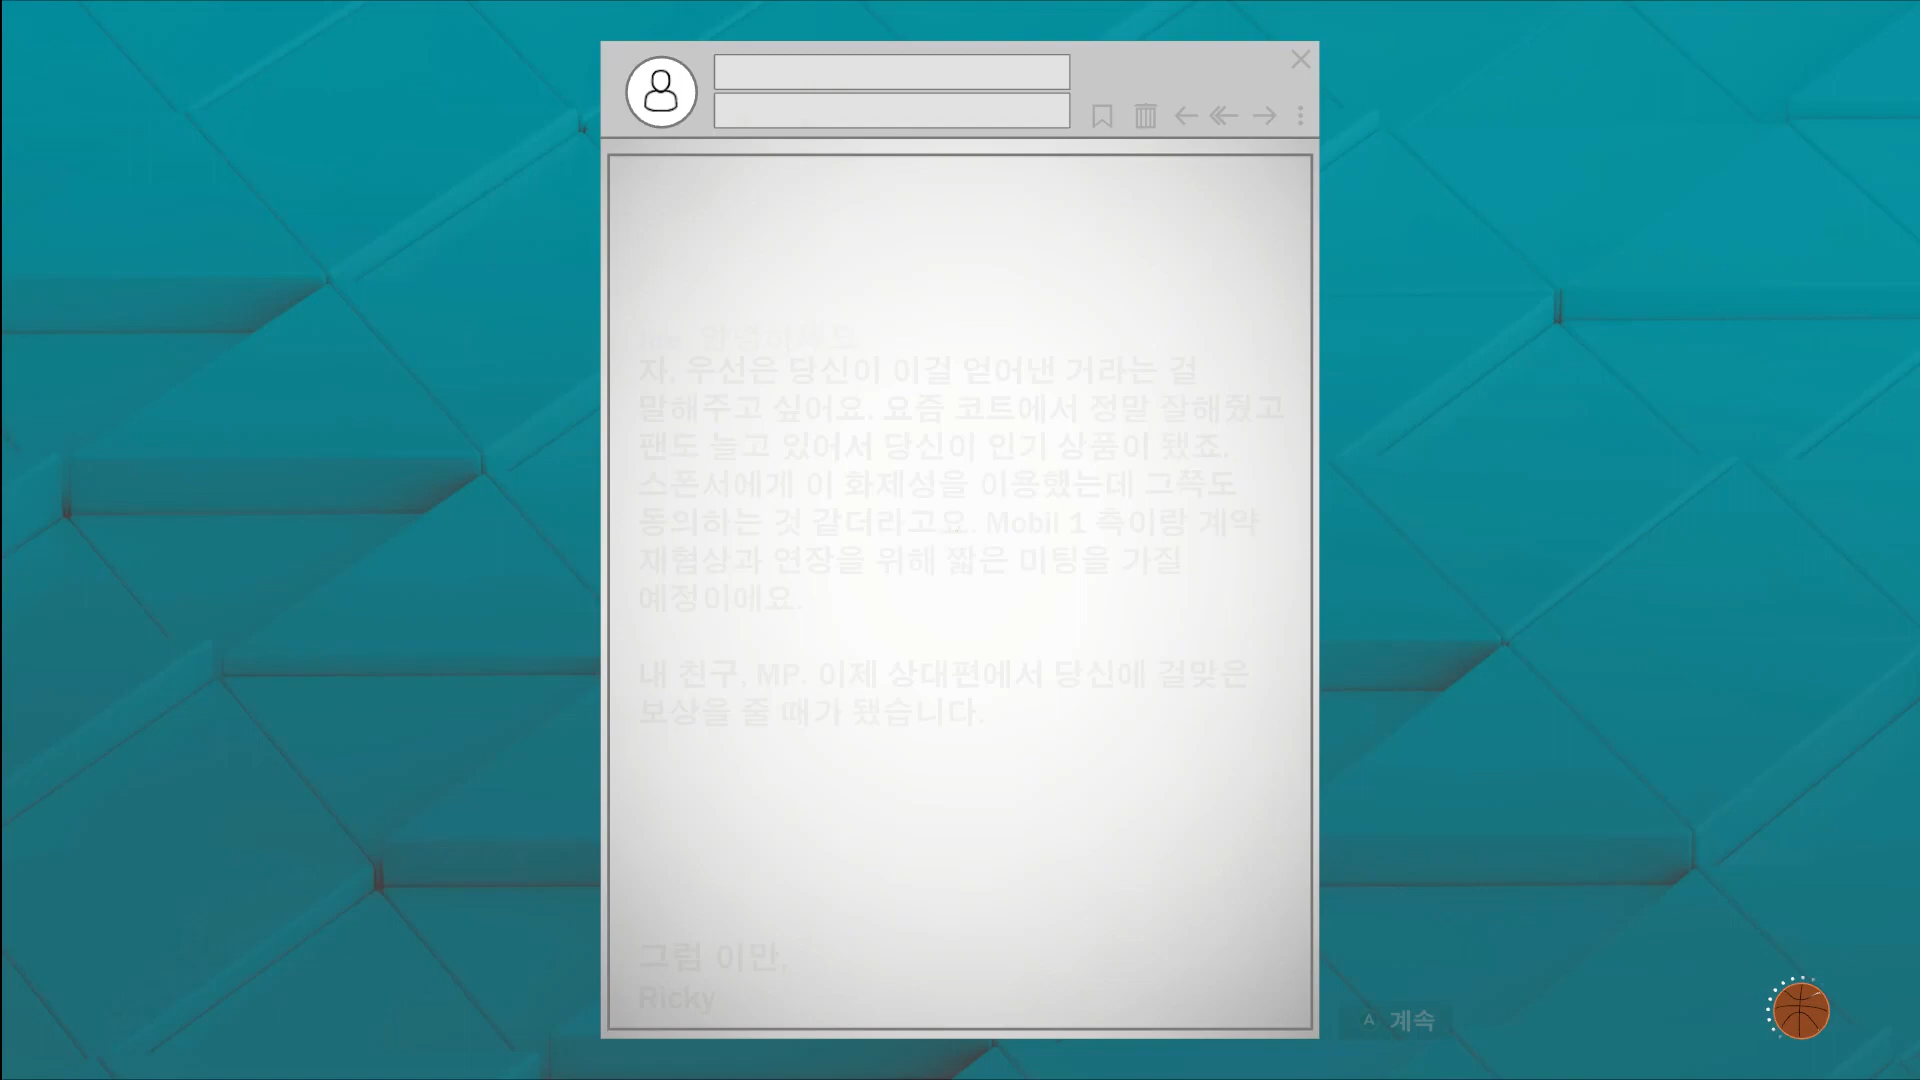 안녕하세요
자, 우선은 당신이 이걸 얻어낸 거라는 걸
말해주고 싶어요. 요즘 코트에서 정말 잘해줬고
팬도 늘고 있어서 당신이 인기 상품이 됐죠.
스폰서에게 이 화제성을 이용했는데 그쪽도
동의하는 것 같더라고요. Mobil 1 측이랑 계약
재협상과 연장을 위해 짧은 미팅을 가질
예정이에요.
내 친구, MP. 이제 상대편에서 당신에 걸맞은
보상을 줄 때가 됐습니다.
그럼 이만,
Ricky
A 계속